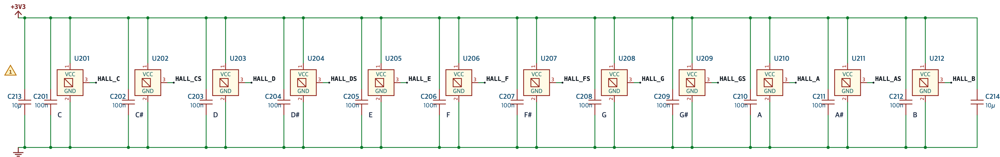 +3V3
1
C213
10µ
C201
100n
C
U201
1
VCC
GND
2
3
HALL_C
C202
100n
C#
U202
1
VCC
GND
2
3
HALL_CS
C203
100n
D
U203
1
VCC
GND
2
3
HALL_D
C204
100n
D#
U204
1
VCC
GND
2
3
HALL_DS
C205
100n
E
U205
1
VCC
GND
2
3
HALL_E
C206
100n
F
U206
1
VCC
GND
2
3
HALL_F
C207
100n
F#
U207
1
VCC
GND
2
3
HALL_FS
C208
100n
G
U208
1
VCC
GND
2
3
HALL_G
C209
100n
G#
U209
1
VCC
GND
2
3
HALL_GS
C210
100n
A
U210
1
VCC
GND
2
3
HALL_A
C211
100n
A#
U211
1
VCC
GND
2
3
HALL_AS
C212
100n
B
U212
1
VCC
GND
2
3
HALL_B
C214
10µ